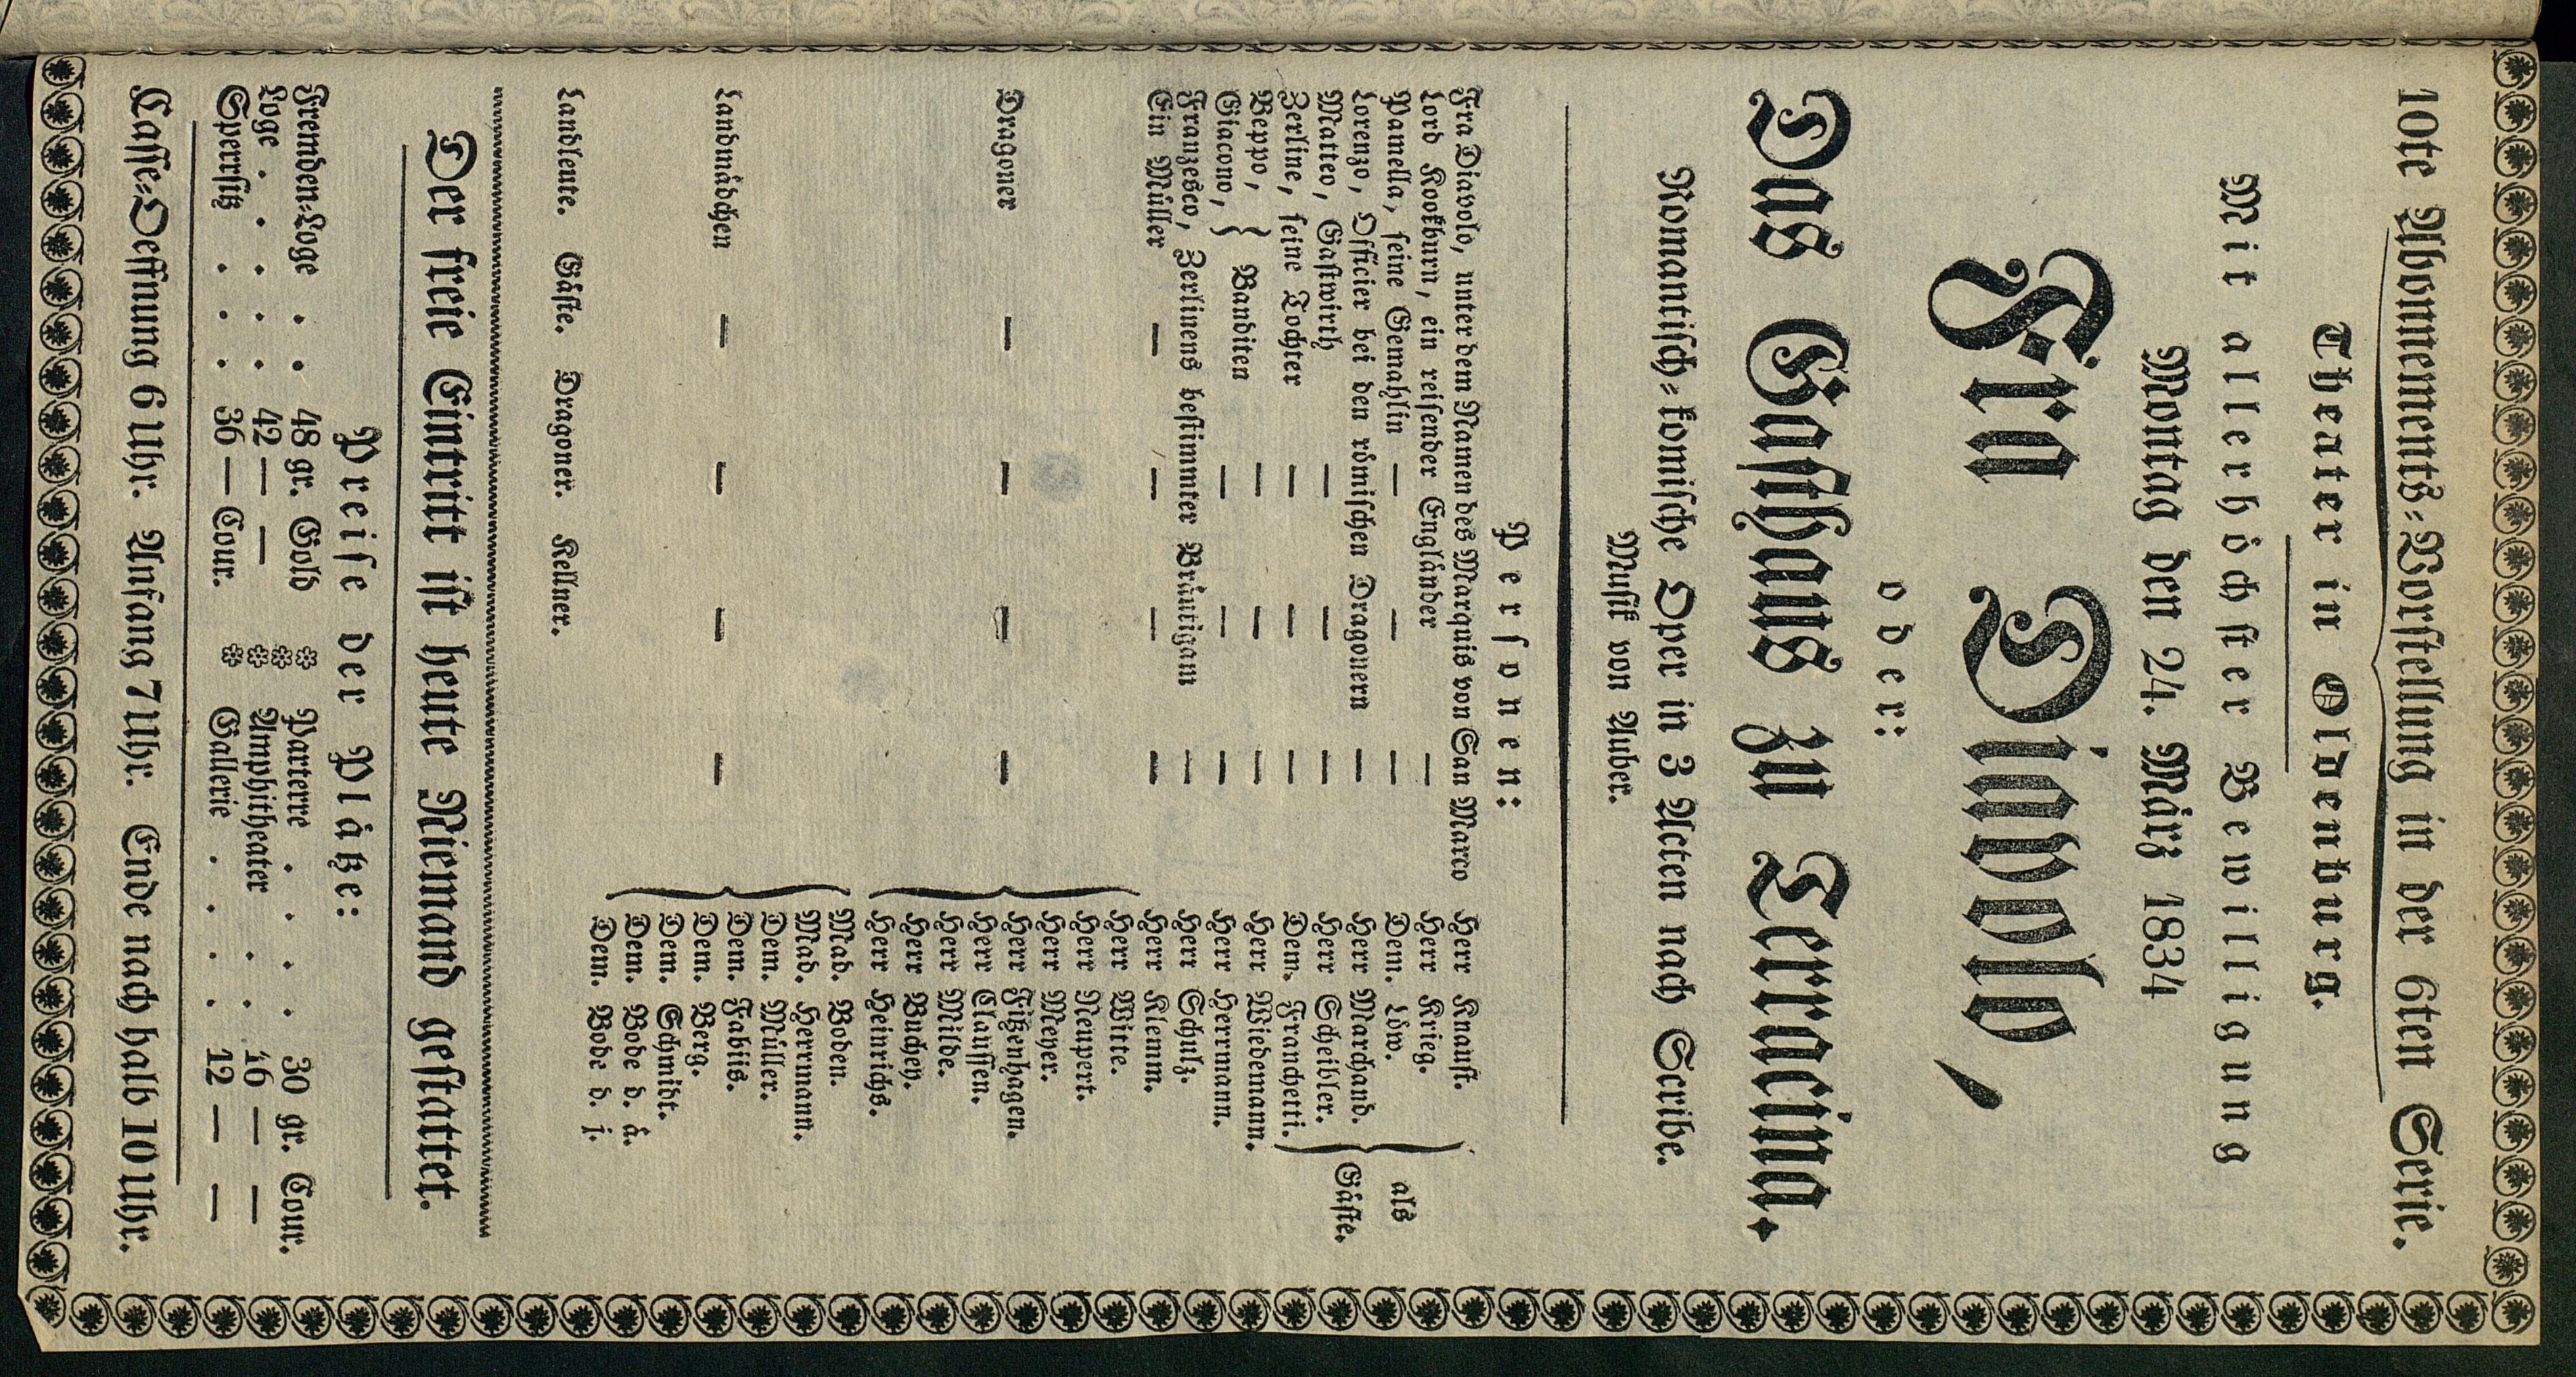 10te Abonnements-Vorstellung in der 6ten Serie.
Theater in Oldenburg.
Mit allerhöchster Bewilligung
Montag den 24. März 1834
Fra Diavolo,
oder:
Das Gasthaus zu Terracina.
Romantisch-komische Oper in 3 Acten nach Scribe.
Musik von Auber.
Personen:
Fra Diavolo, unter dem Namen des Marquis von San Marco Herr Knaust.
Lord Kookburn, ein reisender Engländer — Herr Krieg.
Pamella, seine Gemahlin — — — Dem. Löw.
Lorenzo, Officier bei den römischen Dragonern — Herr Marchand.
Matteo, Gastwirth — — — Herr Scheibler.
Zerline, seine Tochter — — — Dem. Franchetti.
als
Gäste.
Beppo, — — — Herr Wiedemann.
Giacono, — — — Herr Herrmann.
} Banditen
Franzesco, Zerlinens bestimmter Bräutigam — Herr Schulz.
Ein Müller — — — — Herr Klemm.
Herr Witte.
Herr Neupert.
Herr Meyer.
Dragoner — — — — Herr Fizenhagen.
Herr Claussen.
Herr Milde.
Herr Buchey.
Herr Heinrichs.
Mad. Boden.
Mad. Herrmann.
Dem. Müller.
Landmädchen — — — — Dem. Fabiis.
Dem. Berg.
Dem. Schmidt.
Dem. Bode d. ä.
Dem. Bode d. j.
Landleute. Gäste. Dragoner. Kellner.
Der freie Eintritt ist heute Niemand gestattet.
Preise der Plätze:
Fremden-Loge . . 48 gr. Gold
Loge . . . . 42 — —
Sperrsitz . . . 36 — Cour.
Parterre . . . . 30 gr. Cour.
Amphitheater . . 16 — —
Gallerie . . . . 12 — —
Casse-Oeffnung 6 Uhr. Anfang 7 Uhr. Ende nach halb 10 Uhr.